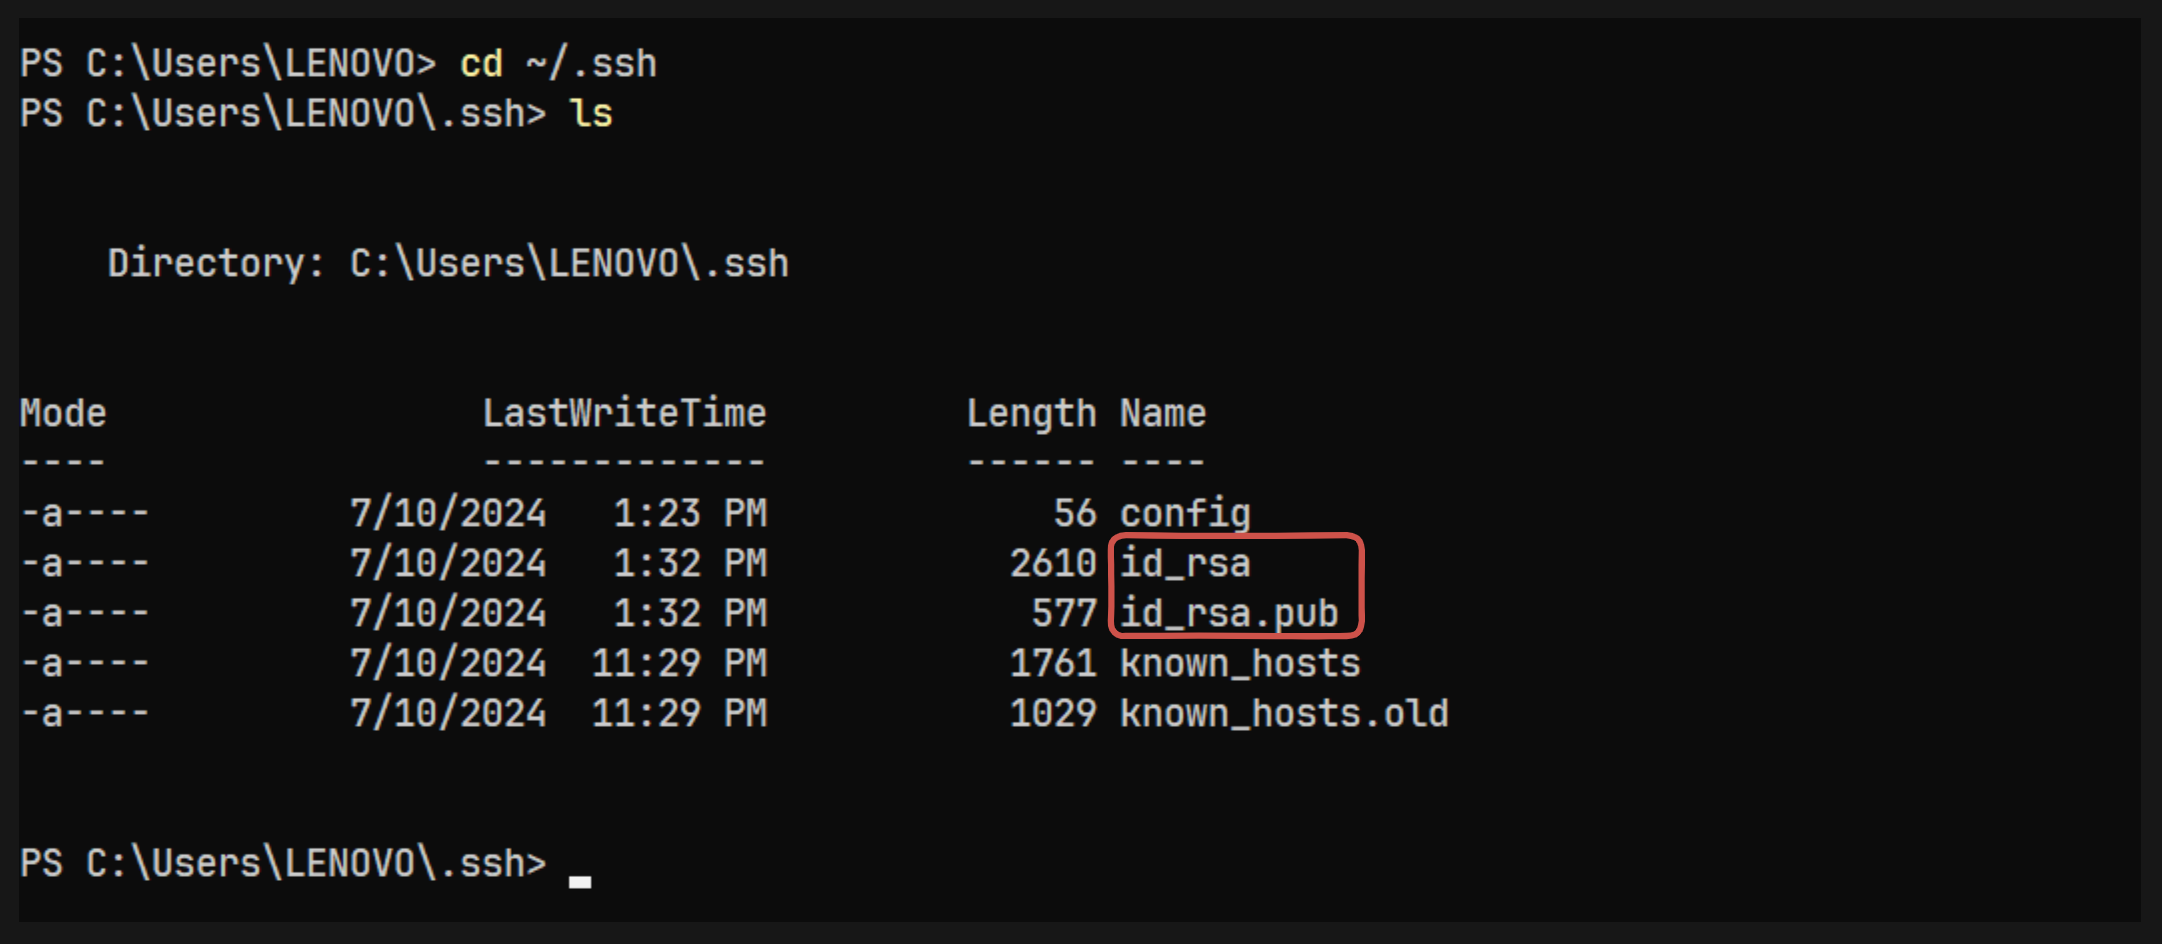 PS C:\Users\LENOVO> cd ~/.ssh
PS C:\Users\LENOVO\.ssh> ls
Directory: C:\Users\LENOVO\.ssh
Mode                 LastWriteTime         Length Name
----                 -------------         ------ ----
-a----         7/10/2024   1:23 PM             56 config
-a----         7/10/2024   1:32 PM           2610 id_rsa
-a----         7/10/2024   1:32 PM            577 id_rsa.pub
-a----         7/10/2024  11:29 PM           1761 known_hosts
-a----         7/10/2024  11:29 PM           1029 known_hosts.old
PS C:\Users\LENOVO\.ssh>